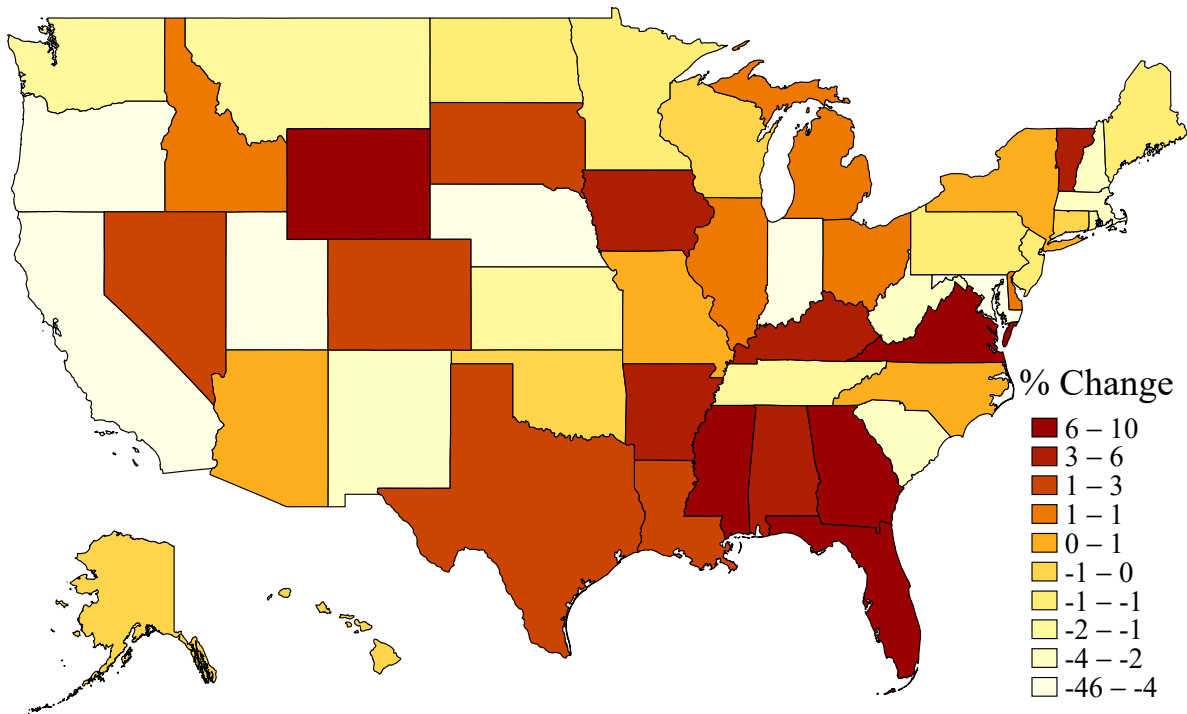 % Change
6 – 10
3 – 6
1 – 3
1 – 1
0 – 1
-1 – 0
-1 – -1
-2 – -1
-4 – -2
-46 – -4